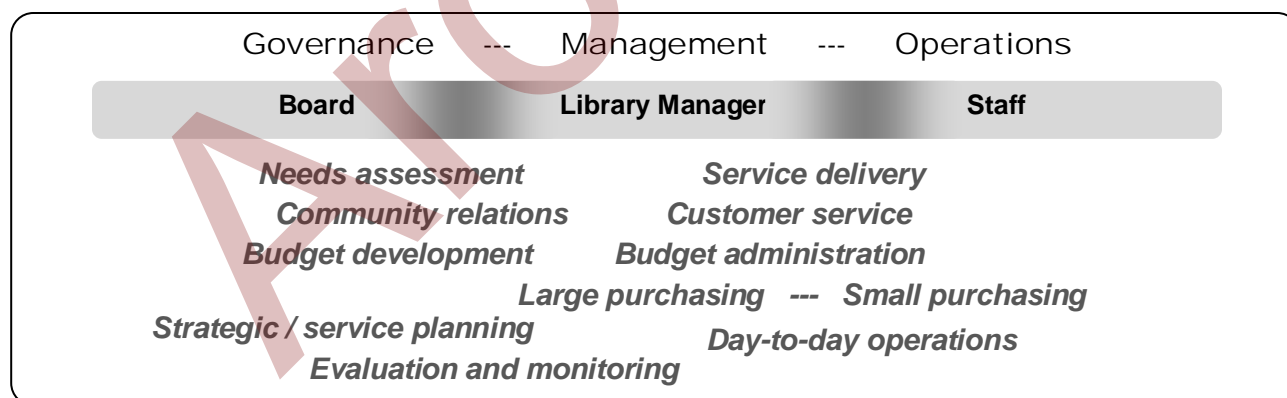 Governance --- Management --- Operations
Board Library Manager Staff
Needs assessment Service delivery
Community relations Customer service
Budget development Budget administration
Large purchasing --- Small purchasing
Strategic / service planning Day-to-day operations
Evaluation and monitoring